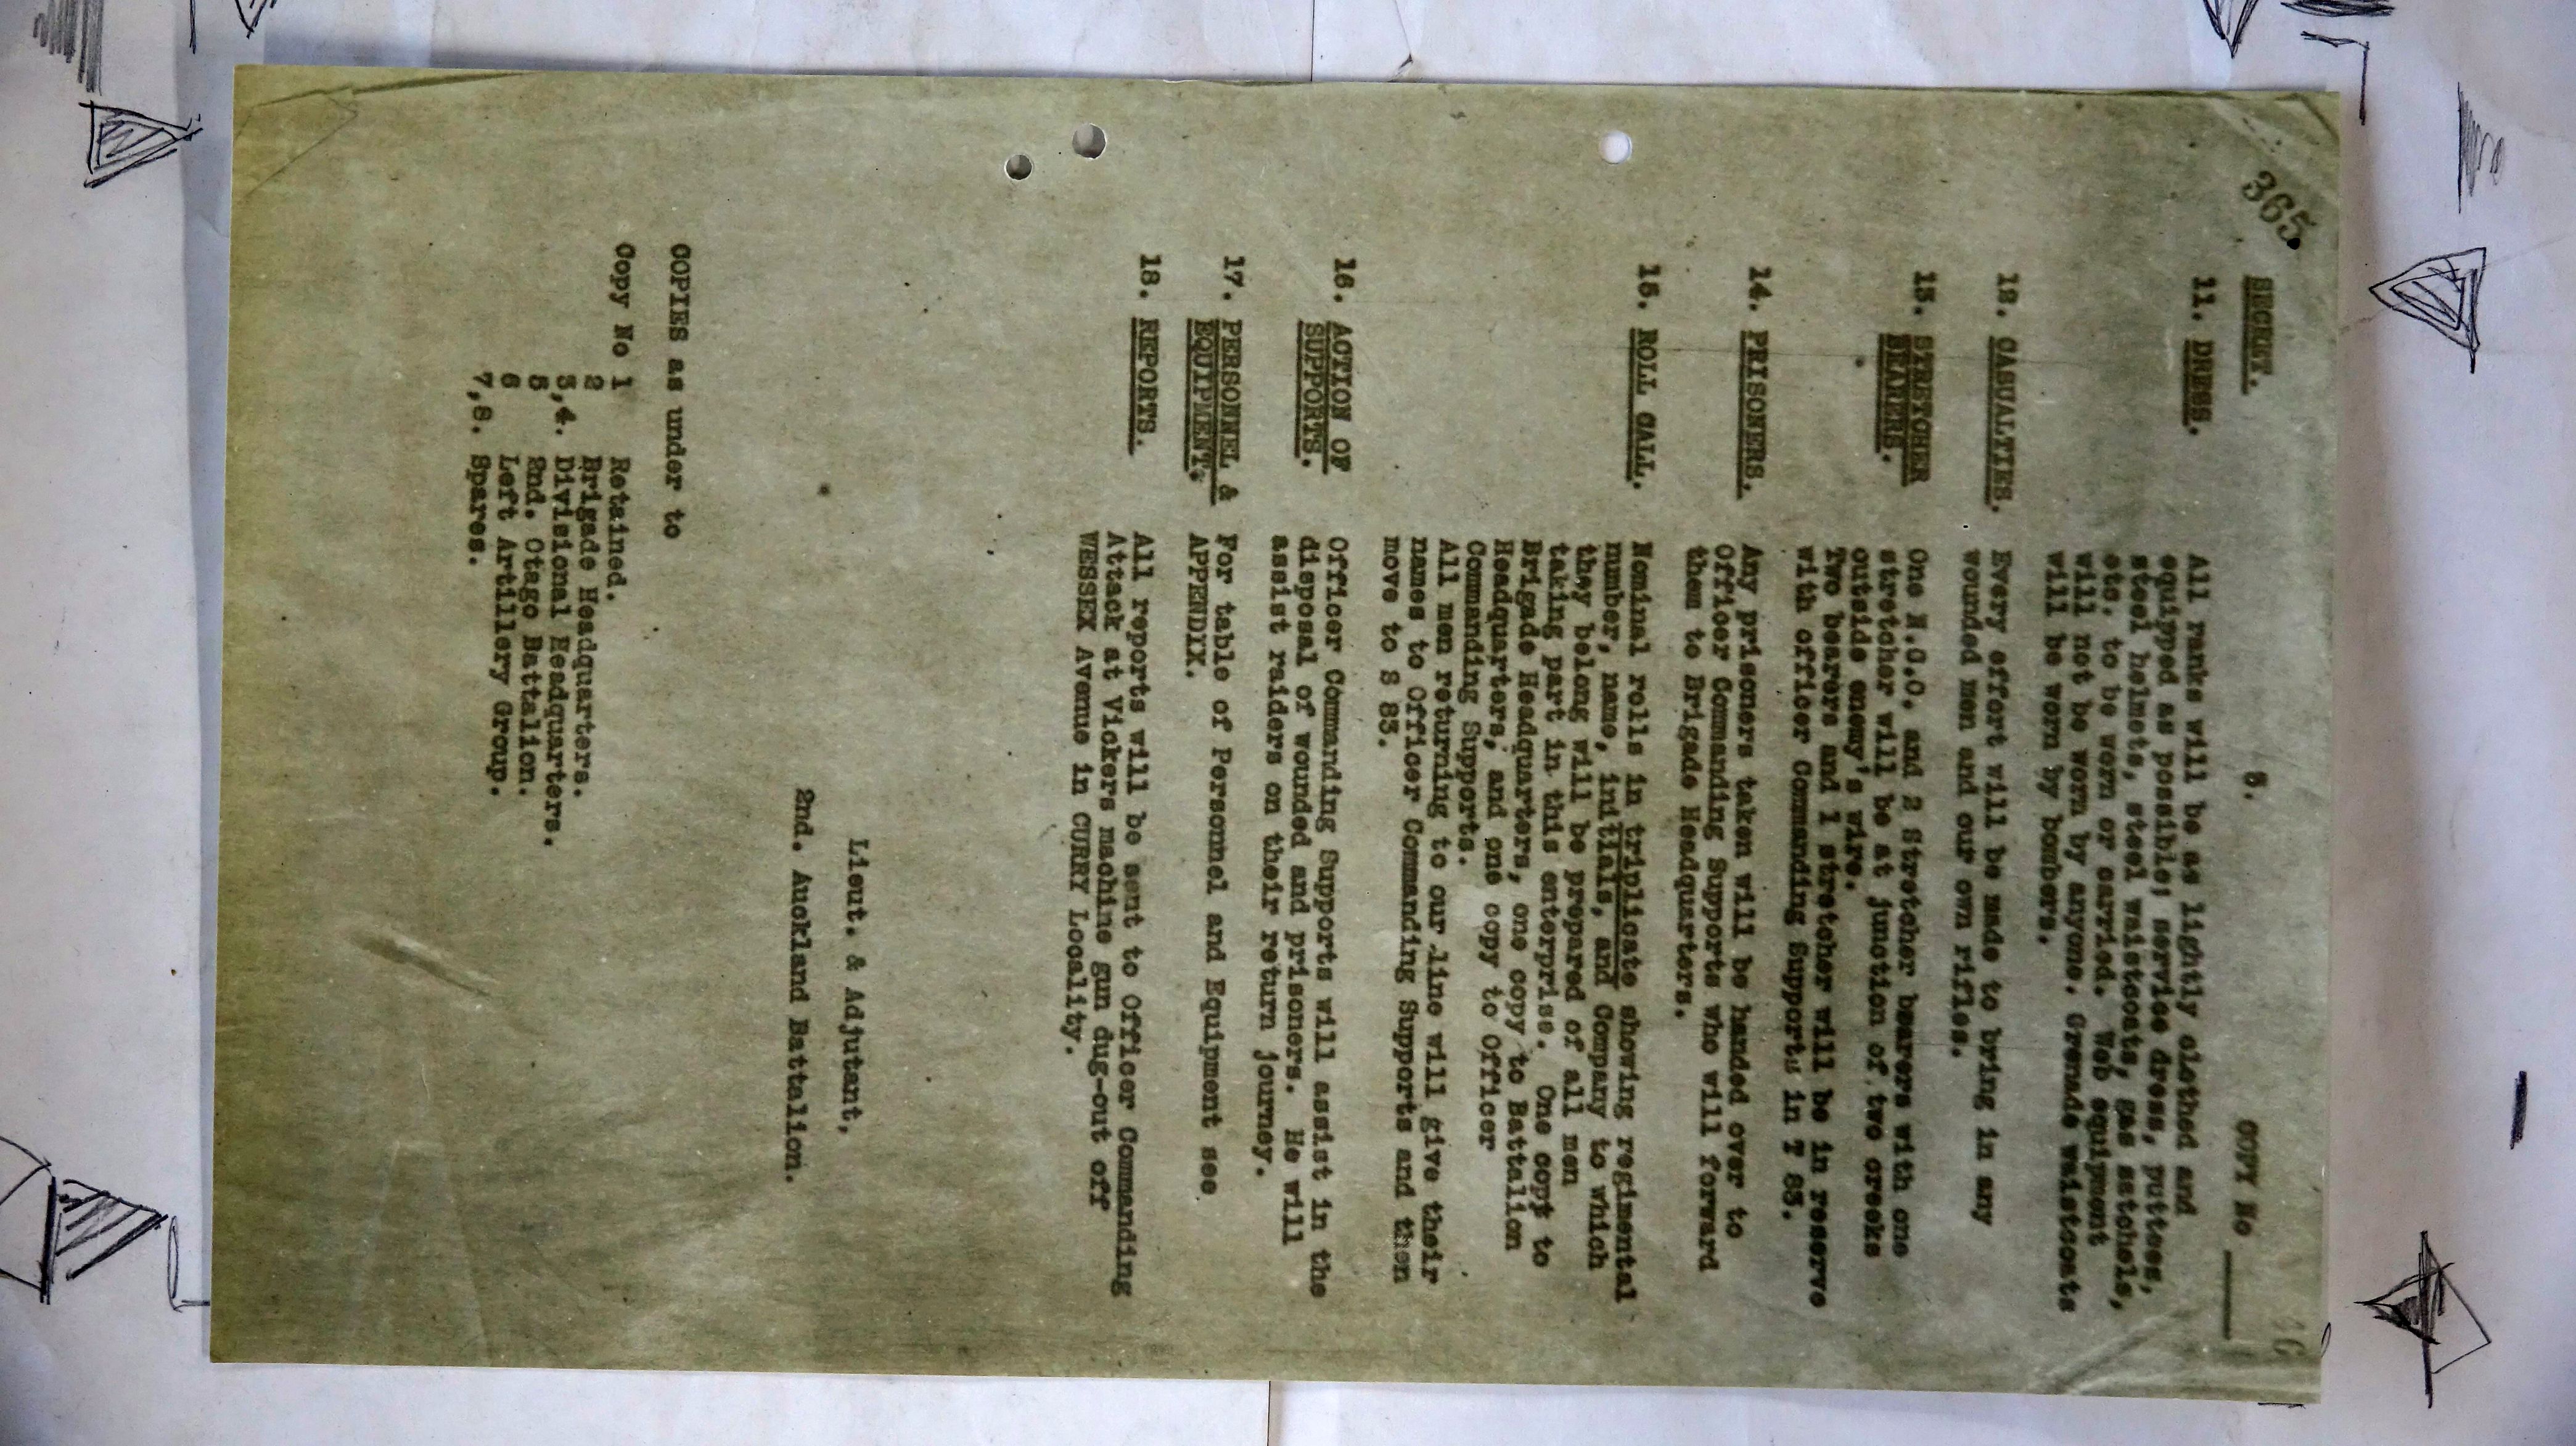 365
SECRET.
COPY No
11. DRESS. All ranks will be as lightly clothed and
equipped as possible; service dress, puttees,
steel helmets, steel waistcoats, gas satchels,
etc. to be worn or carried. Web equipment
will not be worn by anyone. Grenade waistcoats
will be worn by bombers.
12. CASUALTIES. Every effort will be made to bring in any
wounded men and our own rifles.
13. STRETCHER One N.C.O. and 2 Stretcher bearers with one
BEARERS. stretcher will be at junction of two creeks
outside enemy's wire.
Two bearers and 1 stretcher will be in reserve
with officer Commanding Supports in T 83.
14. PRISONERS. Any prisoners taken will be handed over to
Officer Commanding Supports who will forward
them to Brigade Headquarters.
15. ROLL CALL. Nominal rolls in triplicate showing regimental
number, name, initials, and Company to which
they belong will be prepared of all men
taking part in this enterprise. One copt to
Brigade Headquarters, one copy to Battalion
Headquarters, and one copy to Officer
Commanding Supports.
All men returning to our line will give their
names to Officer Commanding Supports and then
move to S 83.
16. ACTION OF Officer Commanding Supports will assist in the
SUPPORTS. disposal of wounded and prisoners. He will
assist raiders on their return journey.
17. PERSONNEL & For table of Personnel and Equipment see
EQUIPMENT. APPENDIX.
18. REPORTS. All reports will be sent to Officer Commanding
Attack at Vickers machine gun dug-out off
WESSEX Avenue in CURRY Locality.
Lieut. & Adjutant,
2nd. Auckland Battalion.
COPIES as under to
Copy No 1 Retained.
2 Brigade Headquarters.
3,4. Divisional Headquarters.
5 2nd. Otago Battalion.
6 Left Artillery Group.
7,8. Spares.